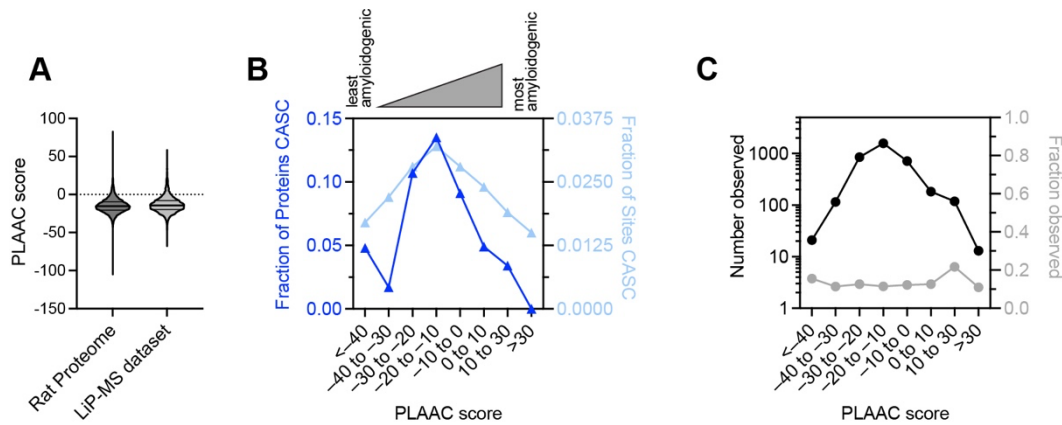 A
PLAAC score
100
50
0
−50
−100
−150
Rat Proteome
LiP-MS dataset
B
least
amyloidogenic
most
amyloidogenic
Fraction of Proteins CASC
0.15
0.10
0.05
0.00
0.0375
0.0250
0.0125
0.0000
Fraction of Sites CASC
<−40
−40 to −30
−30 to −20
−20 to −10
−10 to 0
0 to 10
10 to 30
>30
PLAAC score
C
Number observed
1000
100
10
1
1.0
0.8
0.6
0.4
0.2
0.0
Fraction observed
<−40
−40 to −30
−30 to −20
−20 to −10
−10 to 0
0 to 10
10 to 30
>30
PLAAC score